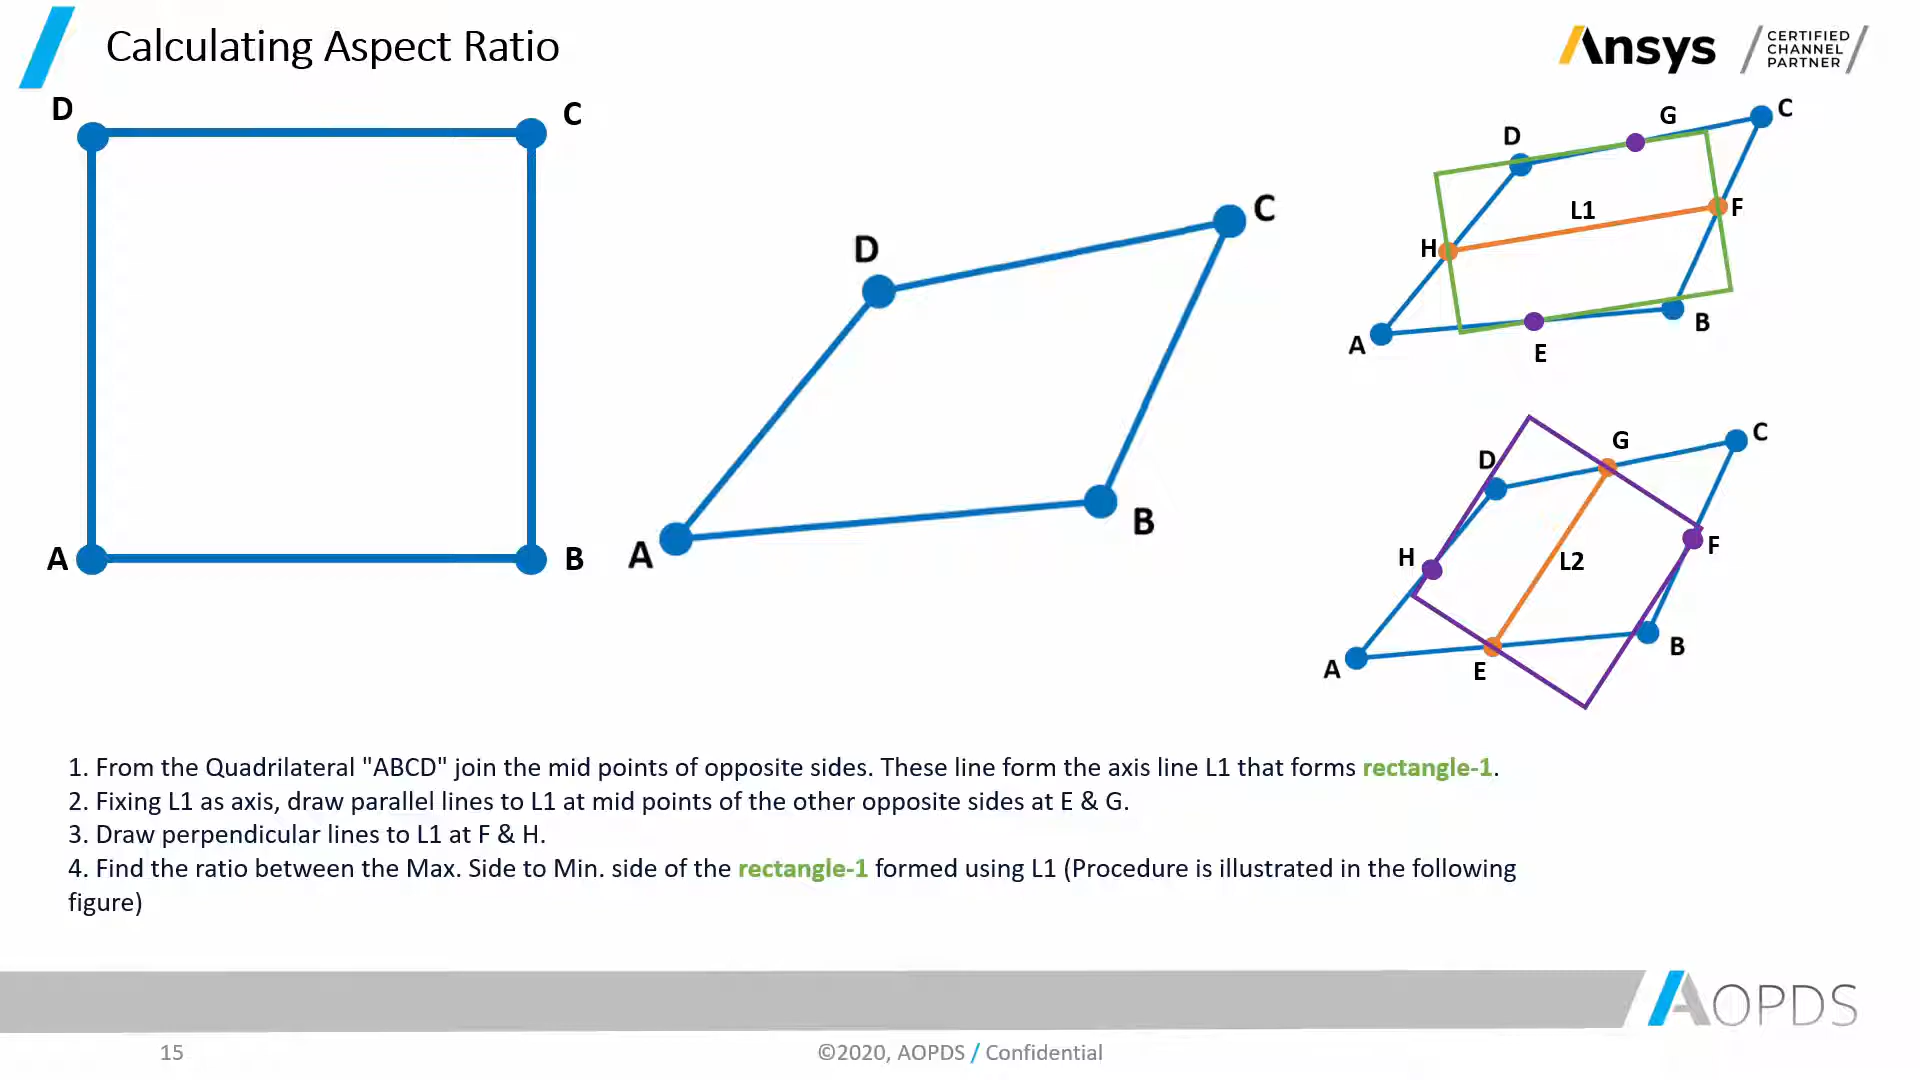 Calculating Aspect Ratio
Ansys
CERTIFIED
CHANNEL
PARTNER
D
C
A
B
D
C
A
B
D
G
C
L1
F
H
A
E
B
D
G
C
H
L2
F
A
E
B
1. From the Quadrilateral "ABCD" join the mid points of opposite sides. These line form the axis line L1 that forms rectangle-1.
2. Fixing L1 as axis, draw parallel lines to L1 at mid points of the other opposite sides at E & G.
3. Draw perpendicular lines to L1 at F & H.
4. Find the ratio between the Max. Side to Min. side of the rectangle-1 formed using L1 (Procedure is illustrated in the following
figure)
AOPDS
15
©2020, AOPDS / Confidential